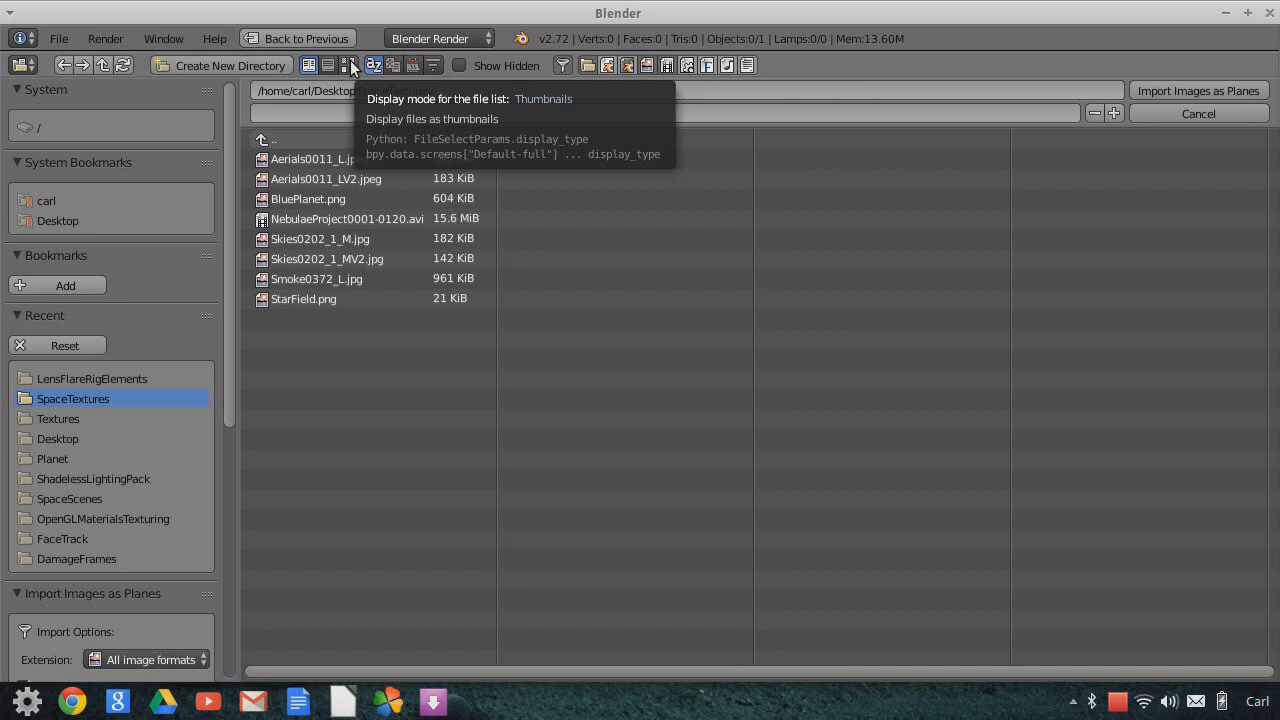 Blender
File Render Window Help Back to Previous Blender Render v2.72 | Verts:0 | Faces:0 | Tris:0 | Objects:0/1 | Lamps:0/0 | Mem:13.60M
Create New Directory Show Hidden
System
/
System Bookmarks
carl
Desktop
Bookmarks
Add
Recent
Reset
LensFlareRigElements
SpaceTextures
Textures
Desktop
Planet
ShadelessLightingPack
SpaceScenes
OpenGLMaterialsTexturing
FaceTrack
DamageFrames
Import Images as Planes
Import Options:
Extension: All image formats
/home/carl/Desktop Import Images as Planes
Cancel
Display mode for the file list: Thumbnails
Display files as thumbnails
Python: FileSelectParams.display_type
bpy.data.screens["Default-full"] ... display_type
..
Aerials0011_L.jp
Aerials0011_LV2.jpeg 183 KiB
BluePlanet.png 604 KiB
NebulaeProject0001-0120.avi 15.6 MiB
Skies0202_1_M.jpg 182 KiB
Skies0202_1_MV2.jpg 142 KiB
Smoke0372_L.jpg 961 KiB
StarField.png 21 KiB
Carl